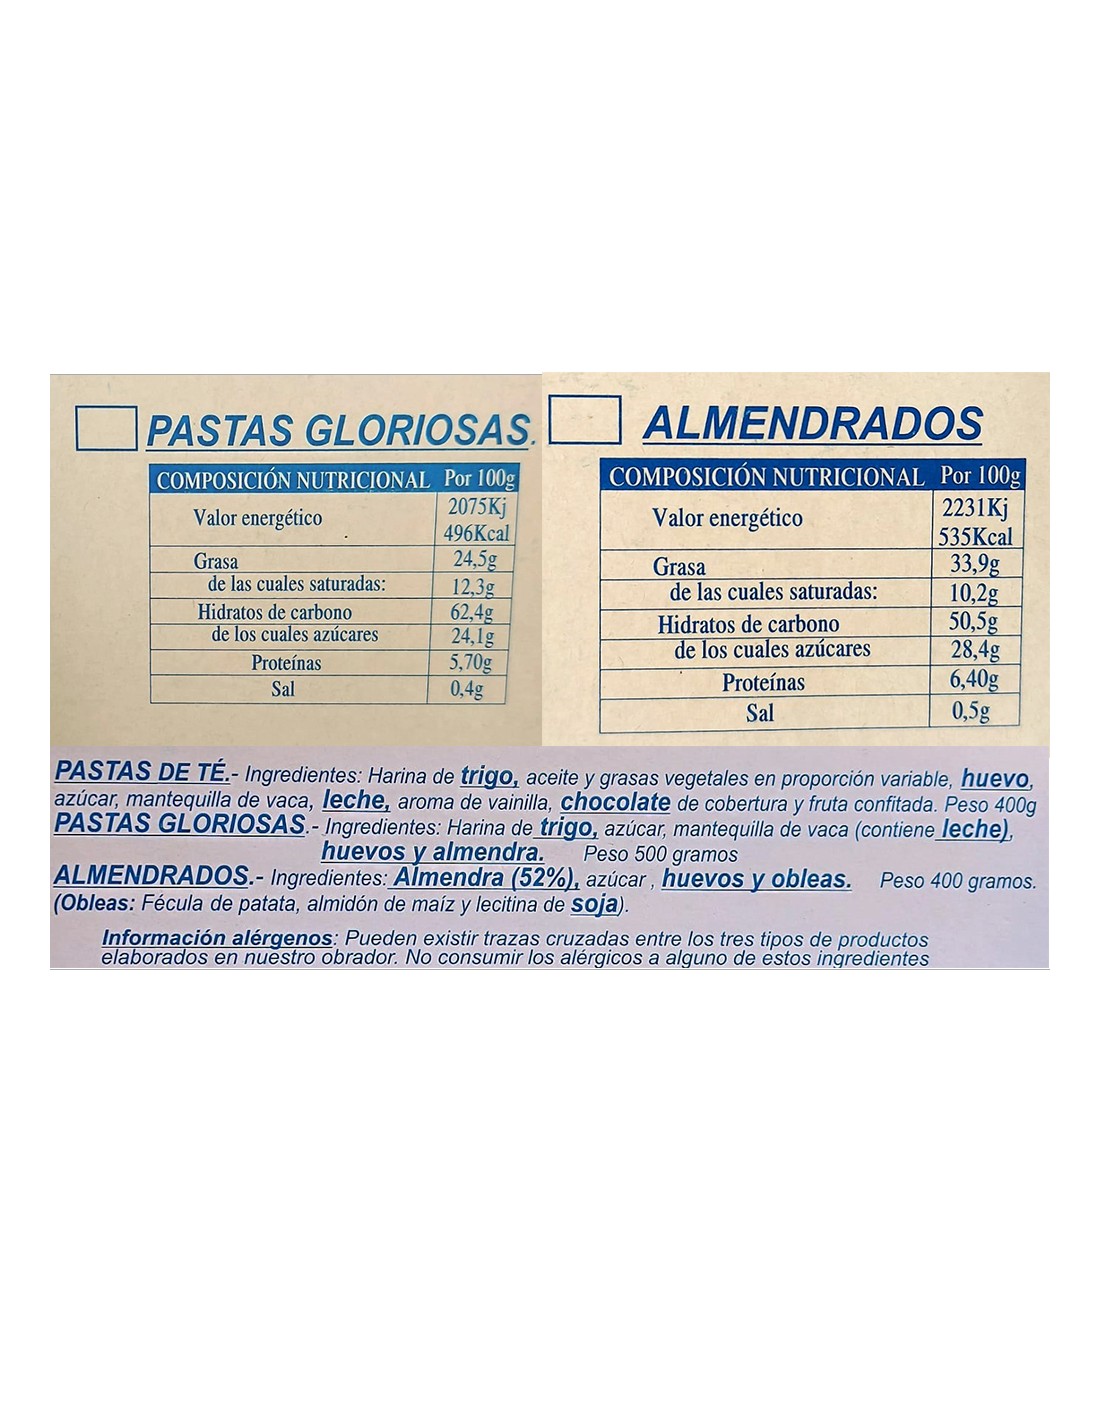 PASTAS GLORIOSAS.
COMPOSICIÓN NUTRICIONAL Por 100g
Valor energético 2075Kj
496Kcal
Grasa 24,5g
de las cuales saturadas: 12,3g
Hidratos de carbono 62,4g
de los cuales azúcares 24,1g
Proteínas 5,70g
Sal 0,4g
ALMENDRADOS
COMPOSICIÓN NUTRICIONAL Por 100g
Valor energético 2231Kj
535Kcal
Grasa 33,9g
de las cuales saturadas: 10,2g
Hidratos de carbono 50,5g
de los cuales azúcares 28,4g
Proteínas 6,40g
Sal 0,5g
PASTAS DE TÉ.- Ingredientes: Harina de trigo, aceite y grasas vegetales en proporción variable, huevo,
azúcar, mantequilla de vaca, leche, aroma de vainilla, chocolate de cobertura y fruta confitada. Peso 400g
PASTAS GLORIOSAS.- Ingredientes: Harina de trigo, azúcar, mantequilla de vaca (contiene leche),
huevos y almendra. Peso 500 gramos
ALMENDRADOS.- Ingredientes: Almendra (52%), azúcar , huevos y obleas. Peso 400 gramos.
(Obleas: Fécula de patata, almidón de maíz y lecitina de soja).
Información alérgenos: Pueden existir trazas cruzadas entre los tres tipos de productos
elaborados en nuestro obrador. No consumir los alérgicos a alguno de estos ingredientes